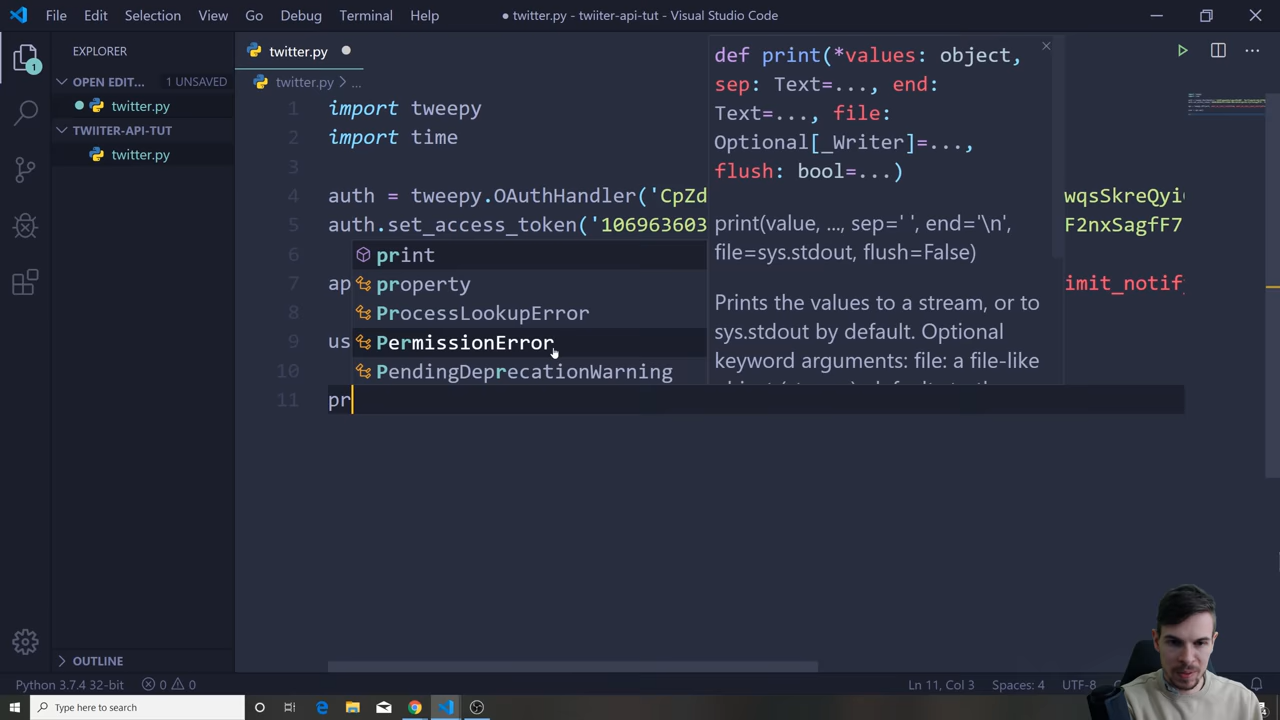 File Edit Selection View Go Debug Terminal Help
● twitter.py - twiiter-api-tut - Visual Studio Code
EXPLORER
OPEN EDIT... 1 UNSAVED
twitter.py
TWIITER-API-TUT
twitter.py
OUTLINE
twitter.py
twitter.py > ...
1 import tweepy
2 import time
3
4 auth = tweepy.OAuthHandler('CpZd wqsSkreQyi
5 auth.set_access_token('106963603 F2nxSagfF7
6
7 ap imit_notif
8
9 us
10
11 pr
print
property
ProcessLookupError
PermissionError
PendingDeprecationWarning
def print(*values: object,
sep: Text=..., end:
Text=..., file:
Optional[_Writer]=...,
flush: bool=...)
print(value, ..., sep=' ', end='\n',
file=sys.stdout, flush=False)
Prints the values to a stream, or to
sys.stdout by default. Optional
keyword arguments: file: a file-like
Python 3.7.4 32-bit 0 0 Ln 11, Col 3 Spaces: 4 UTF-8
Type here to search